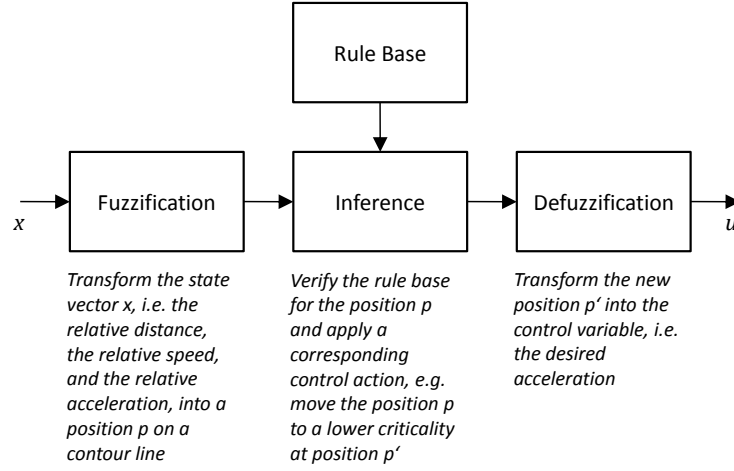 Rule Base
x
Fuzzification
Inference
Defuzzification
u
Transform the state
vector x, i.e. the
relative distance,
the relative speed,
and the relative
acceleration, into a
position p on a
contour line
Verify the rule base
for the position p
and apply a
corresponding
control action, e.g.
move the position p
to a lower criticality
at position p‘
Transform the new
position p‘ into the
control variable, i.e.
the desired
acceleration